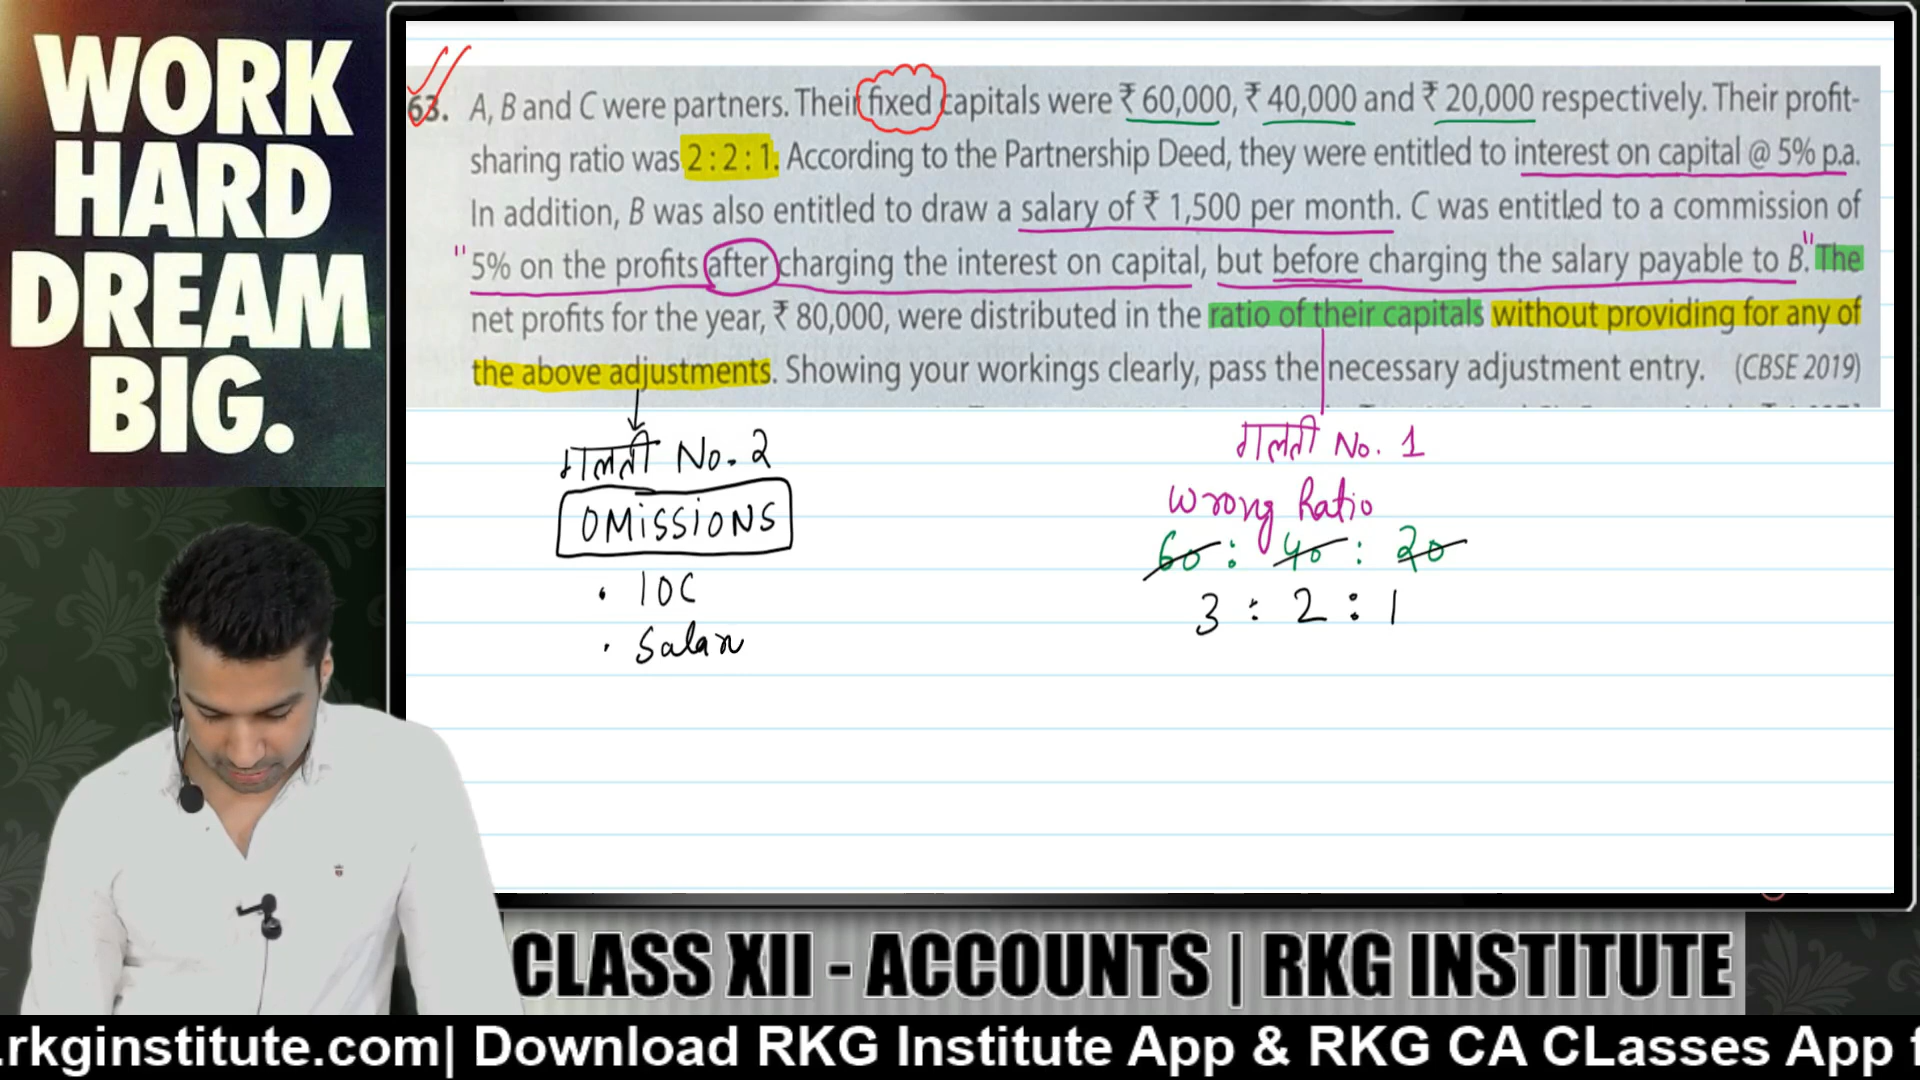 WORK
HARD
DREAM
BIG.
63. A, B and C were partners. Their fixed capitals were ₹ 60,000, ₹ 40,000 and ₹ 20,000 respectively. Their profit-
sharing ratio was 2 : 2 : 1. According to the Partnership Deed, they were entitled to interest on capital @ 5% p.a.
In addition, B was also entitled to draw a salary of ₹ 1,500 per month. C was entitled to a commission of
"5% on the profits after charging the interest on capital, but before charging the salary payable to B." The
net profits for the year, ₹ 80,000, were distributed in the ratio of their capitals without providing for any of
the above adjustments. Showing your workings clearly, pass the necessary adjustment entry. (CBSE 2019)
गलती No. 2
OMISSIONS
• IOC
• Salar
गलती No. 1
Wrong Ratio
60 : 40 : 20
3 : 2 : 1
CLASS XII - ACCOUNTS | RKG INSTITUTE
.rkginstitute.com| Download RKG Institute App & RKG CA CLasses App f